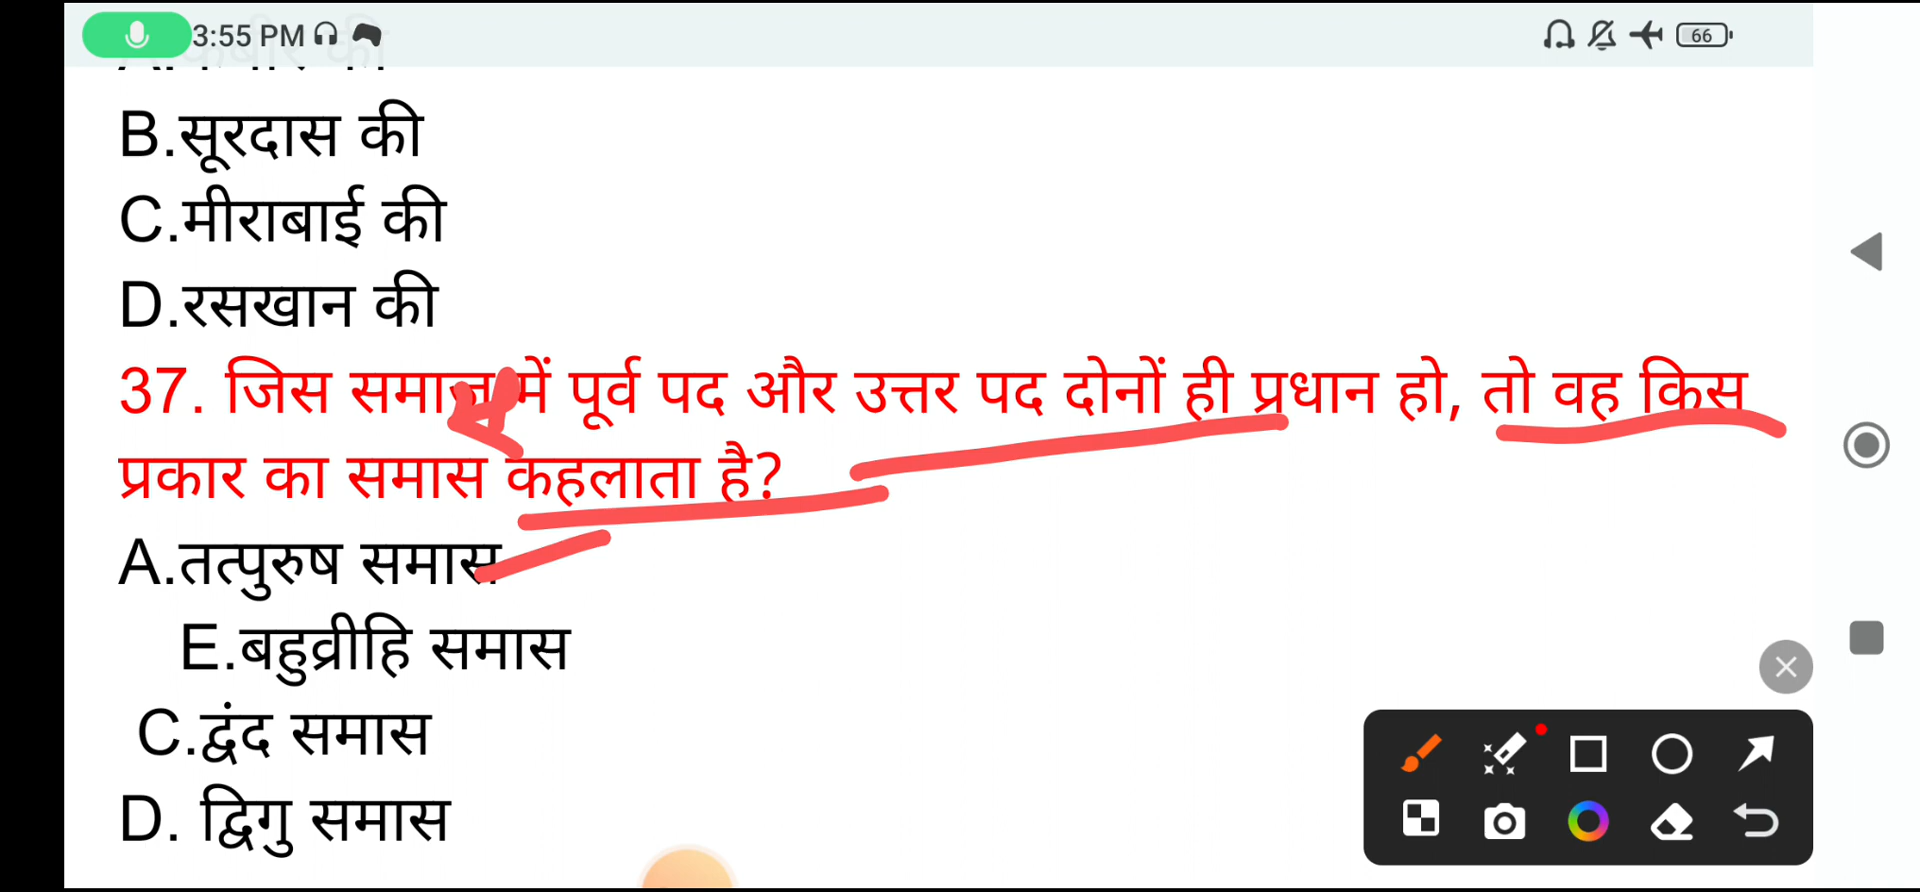 3:55 PM
66
B.सूरदास की
C.मीराबाई की
D.रसखान की
37. जिस समाज में पूर्व पद और उत्तर पद दोनों ही प्रधान हो, तो वह किस
प्रकार का समास कहलाता है?
A.तत्पुरुष समास
E.बहुव्रीहि समास
C.द्वंद समास
D. द्विगु समास